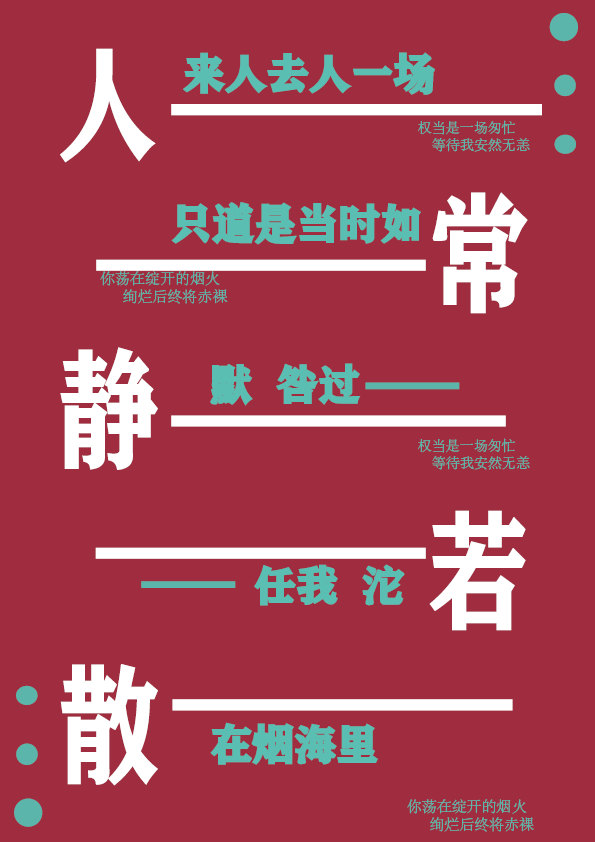 人
来人去人一场
权当是一场匆忙
等待我安然无恙
只道是当时如
常
你荡在绽开的烟火
绚烂后终将赤裸
静
默 咎过
权当是一场匆忙
等待我安然无恙
若
任我 沱
散
在烟海里
你荡在绽开的烟火
绚烂后终将赤裸